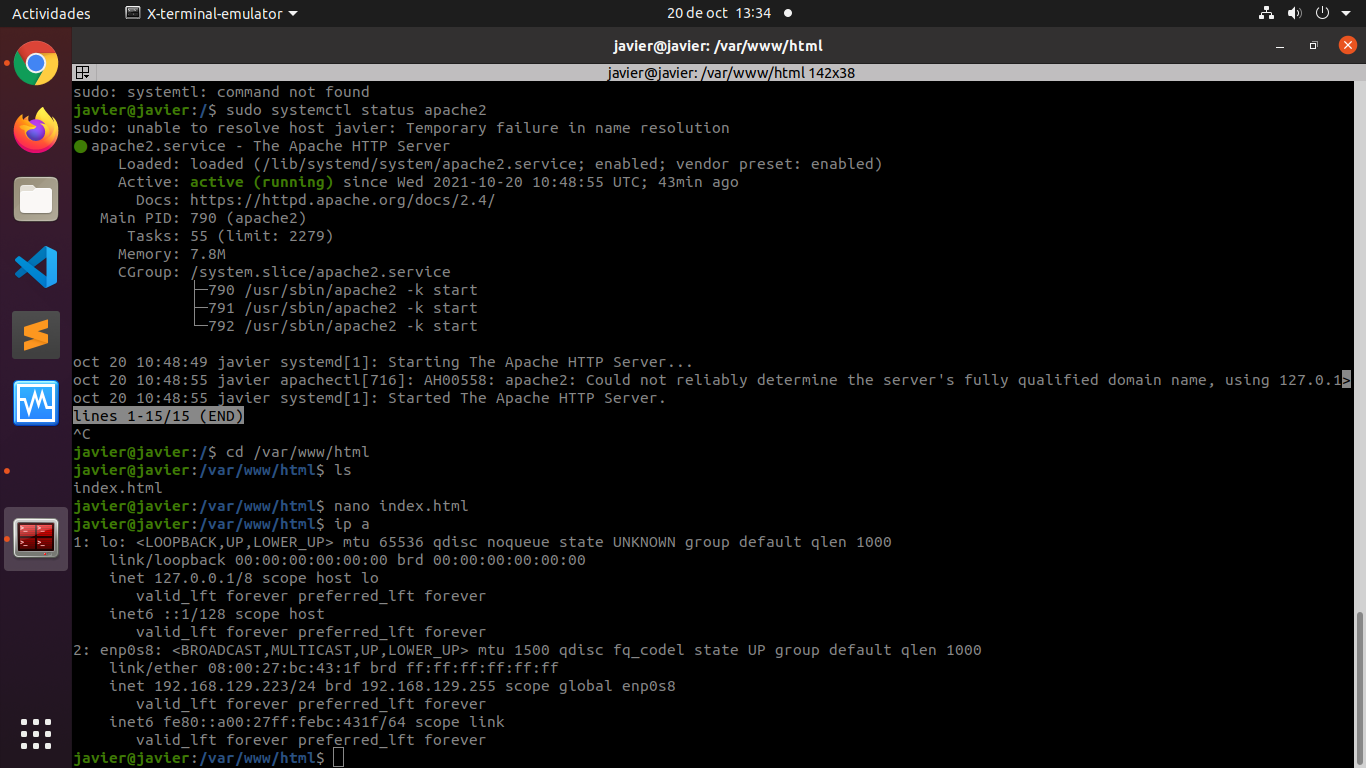 Actividades X-terminal-emulator 20 de oct 13:34
javier@javier: /var/www/html
javier@javier: /var/www/html 142x38
sudo: systemtl: command not found
javier@javier:/$ sudo systemctl status apache2
sudo: unable to resolve host javier: Temporary failure in name resolution
● apache2.service - The Apache HTTP Server
     Loaded: loaded (/lib/systemd/system/apache2.service; enabled; vendor preset: enabled)
     Active: active (running) since Wed 2021-10-20 10:48:55 UTC; 43min ago
       Docs: https://httpd.apache.org/docs/2.4/
   Main PID: 790 (apache2)
      Tasks: 55 (limit: 2279)
     Memory: 7.8M
     CGroup: /system.slice/apache2.service
             ├─790 /usr/sbin/apache2 -k start
             ├─791 /usr/sbin/apache2 -k start
             └─792 /usr/sbin/apache2 -k start
oct 20 10:48:49 javier systemd[1]: Starting The Apache HTTP Server...
oct 20 10:48:55 javier apachectl[716]: AH00558: apache2: Could not reliably determine the server's fully qualified domain name, using 127.0.1>
oct 20 10:48:55 javier systemd[1]: Started The Apache HTTP Server.
lines 1-15/15 (END)
^C
javier@javier:/$ cd /var/www/html
javier@javier:/var/www/html$ ls
index.html
javier@javier:/var/www/html$ nano index.html
javier@javier:/var/www/html$ ip a
1: lo: <LOOPBACK,UP,LOWER_UP> mtu 65536 qdisc noqueue state UNKNOWN group default qlen 1000
    link/loopback 00:00:00:00:00:00 brd 00:00:00:00:00:00
    inet 127.0.0.1/8 scope host lo
       valid_lft forever preferred_lft forever
    inet6 ::1/128 scope host
       valid_lft forever preferred_lft forever
2: enp0s8: <BROADCAST,MULTICAST,UP,LOWER_UP> mtu 1500 qdisc fq_codel state UP group default qlen 1000
    link/ether 08:00:27:bc:43:1f brd ff:ff:ff:ff:ff:ff
    inet 192.168.129.223/24 brd 192.168.129.255 scope global enp0s8
       valid_lft forever preferred_lft forever
    inet6 fe80::a00:27ff:febc:431f/64 scope link
       valid_lft forever preferred_lft forever
javier@javier:/var/www/html$